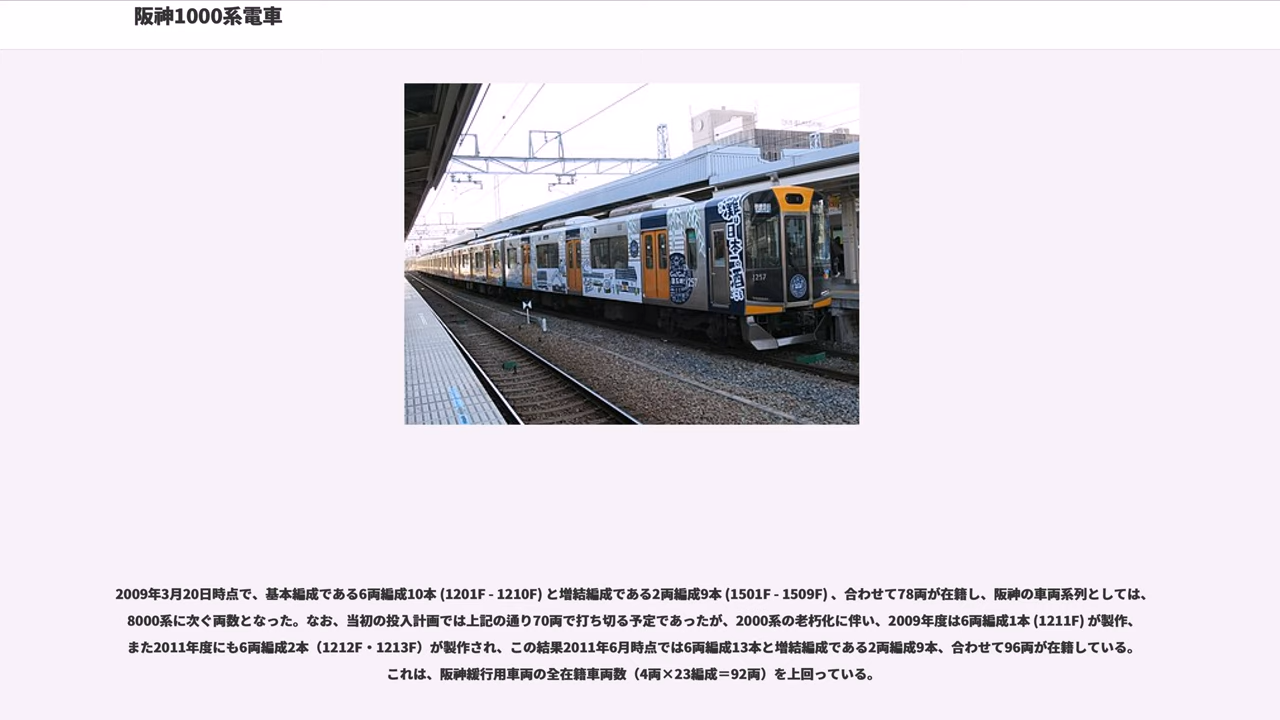 阪神1000系電車
灘の日本一の酒
1257
2009年3月20日時点で、基本編成である6両編成10本 (1201F - 1210F) と増結編成である2両編成9本 (1501F - 1509F) 、合わせて78両が在籍し、阪神の車両系列としては、
8000系に次ぐ両数となった。なお、当初の投入計画では上記の通り70両で打ち切る予定であったが、2000系の老朽化に伴い、2009年度は6両編成1本 (1211F) が製作、
また2011年度にも6両編成2本（1212F・1213F）が製作され、この結果2011年6月時点では6両編成13本と増結編成である2両編成9本、合わせて96両が在籍している。
これは、阪神緩行用車両の全在籍車両数（4両×23編成＝92両）を上回っている。